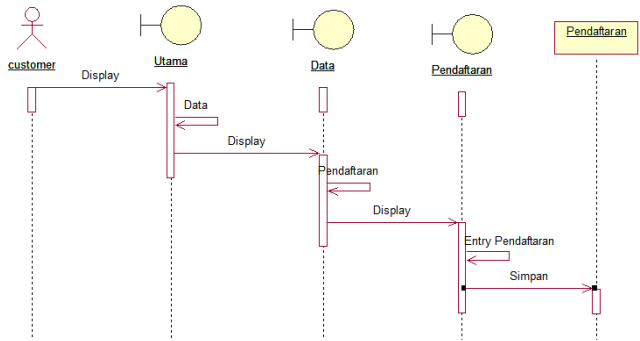 customer
Utama
Data
Pendaftaran
Pendaftaran
Display
Data
Display
Pendaftaran
Display
Entry Pendaftaran
Simpan